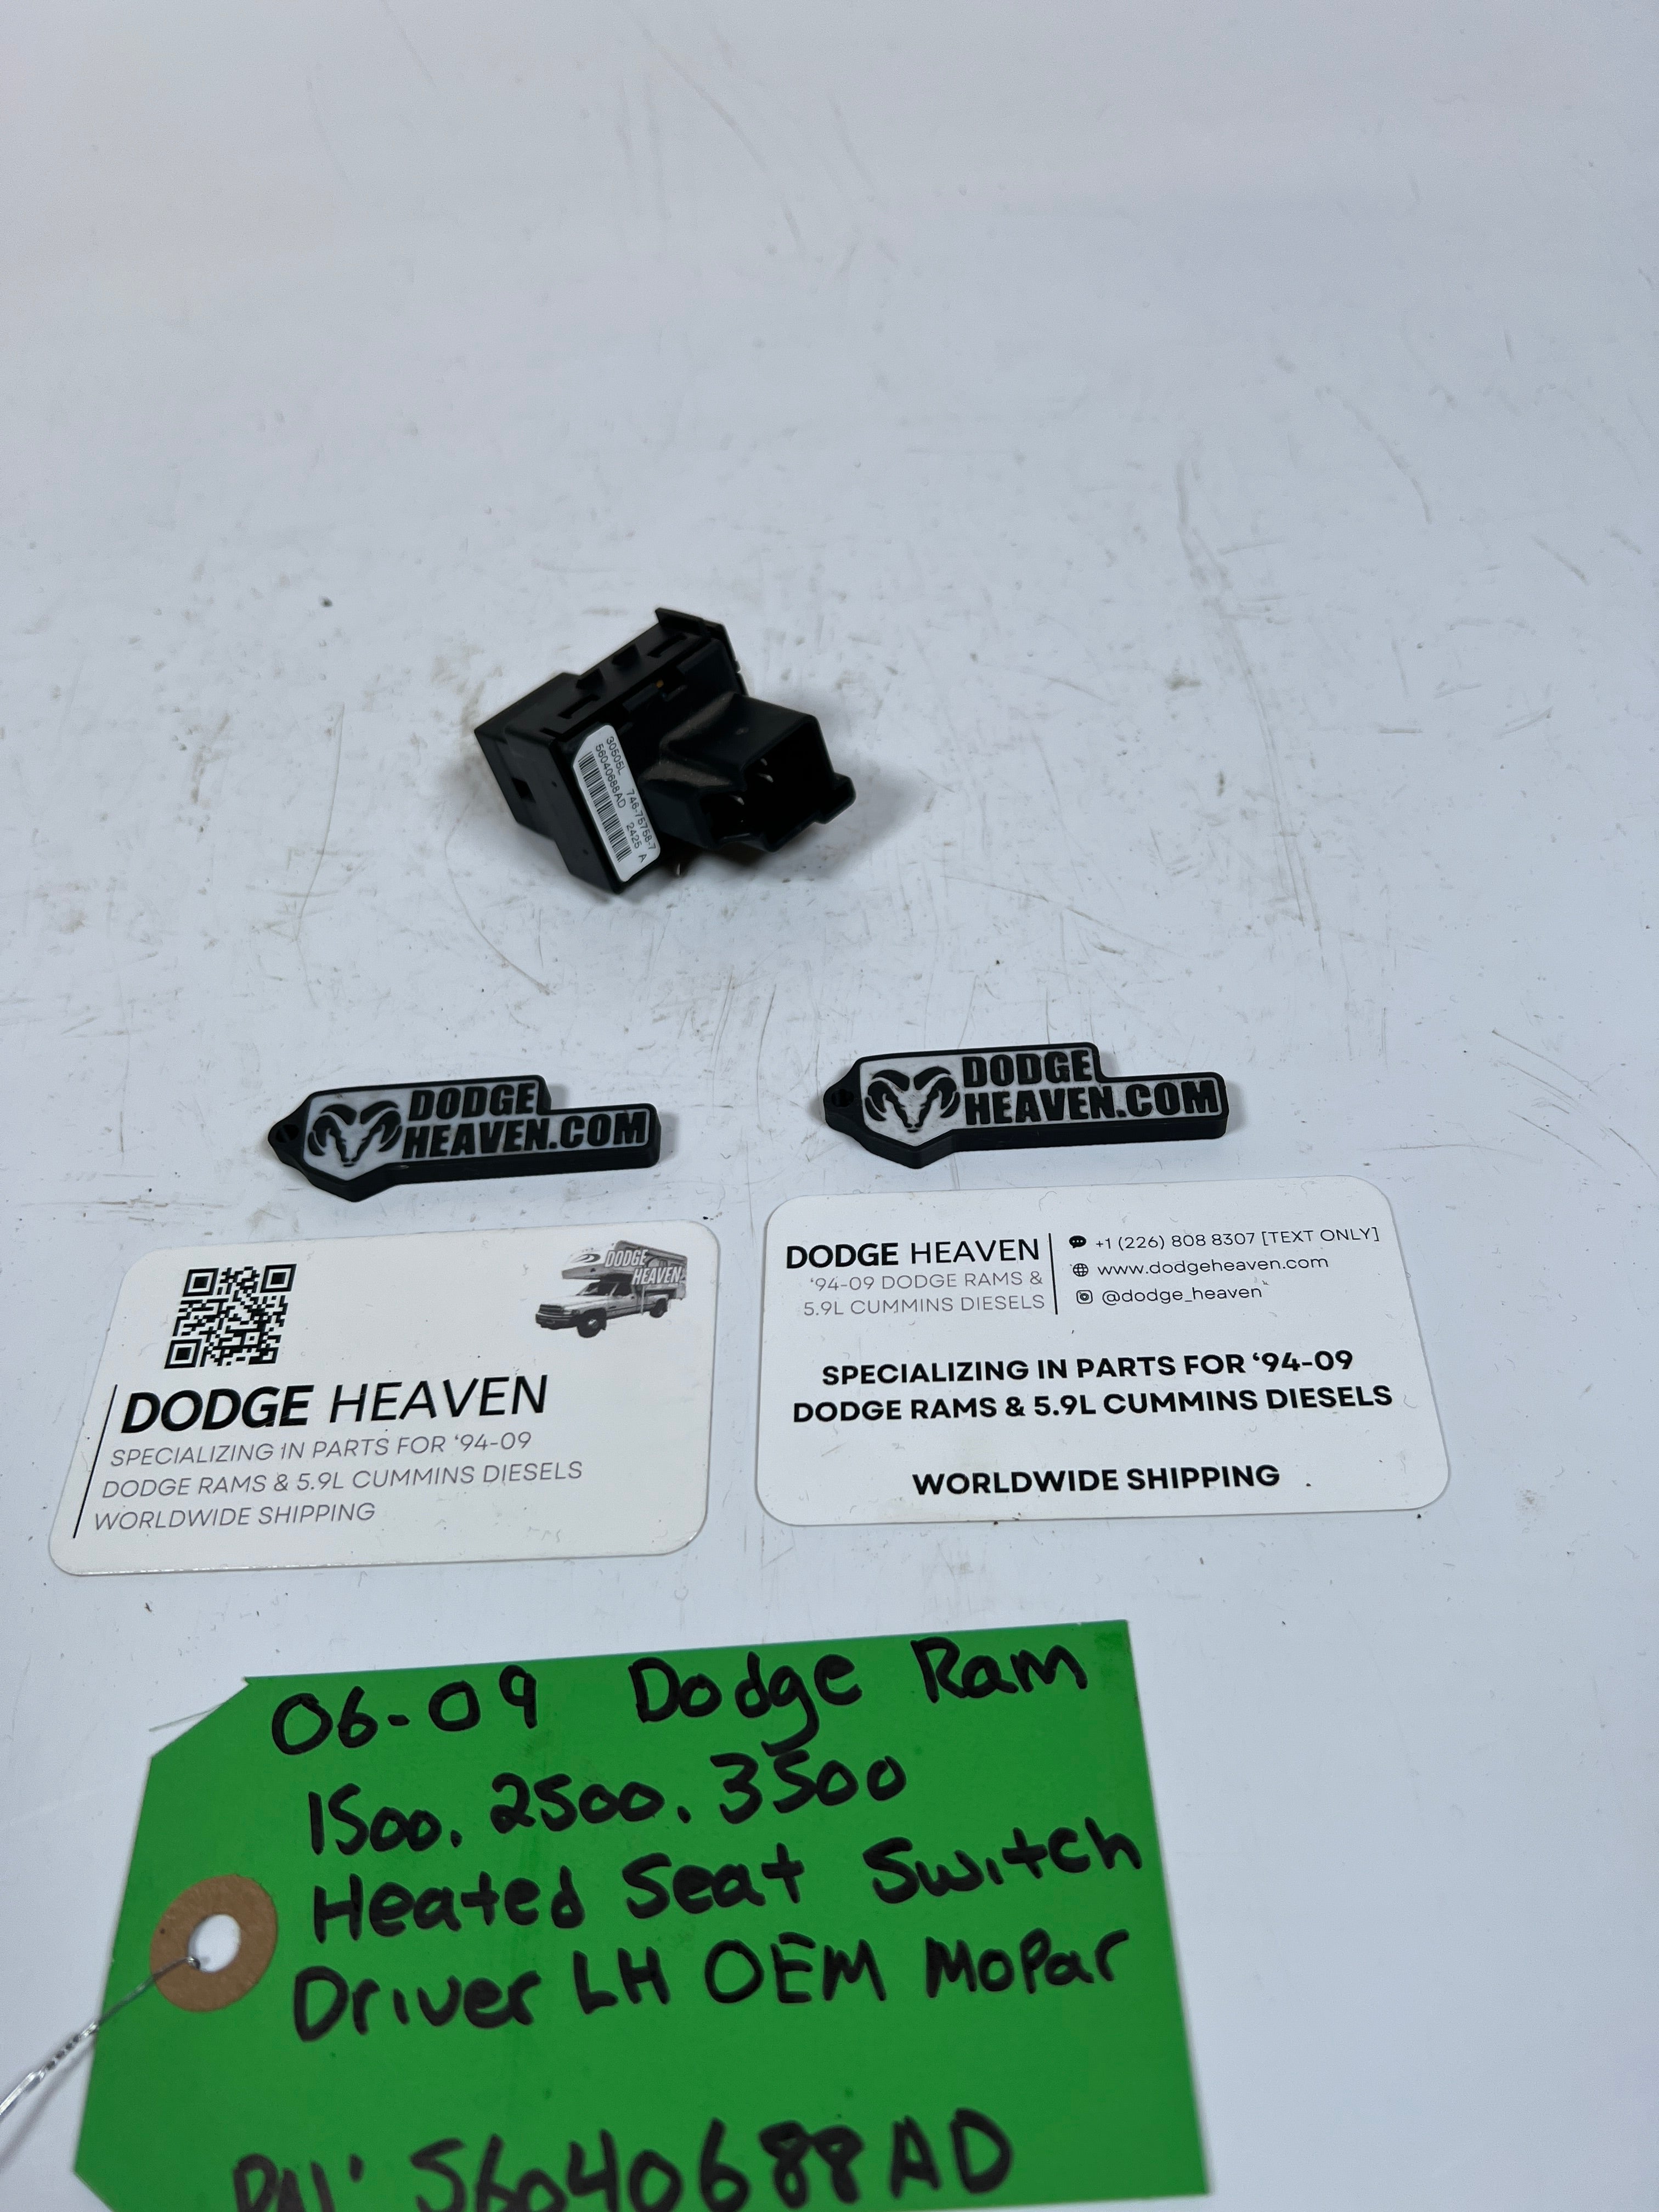 30505L 746-75758-7
56040688AD 2425 A
DODGE
HEAVEN.COM
DODGE
HEAVEN.COM
DODGE
HEAVEN
DODGE HEAVEN
SPECIALIZING IN PARTS FOR ‘94-09
DODGE RAMS & 5.9L CUMMINS DIESELS
WORLDWIDE SHIPPING
DODGE HEAVEN
‘94-09 DODGE RAMS &
5.9L CUMMINS DIESELS
+1 (226) 808 8307 [TEXT ONLY]
www.dodgeheaven.com
@dodge_heaven
SPECIALIZING IN PARTS FOR ‘94-09
DODGE RAMS & 5.9L CUMMINS DIESELS
WORLDWIDE SHIPPING
06-09 Dodge Ram
1500. 2500. 3500
Heated Seat Switch
Driver LH OEM Mopar
56040688AD